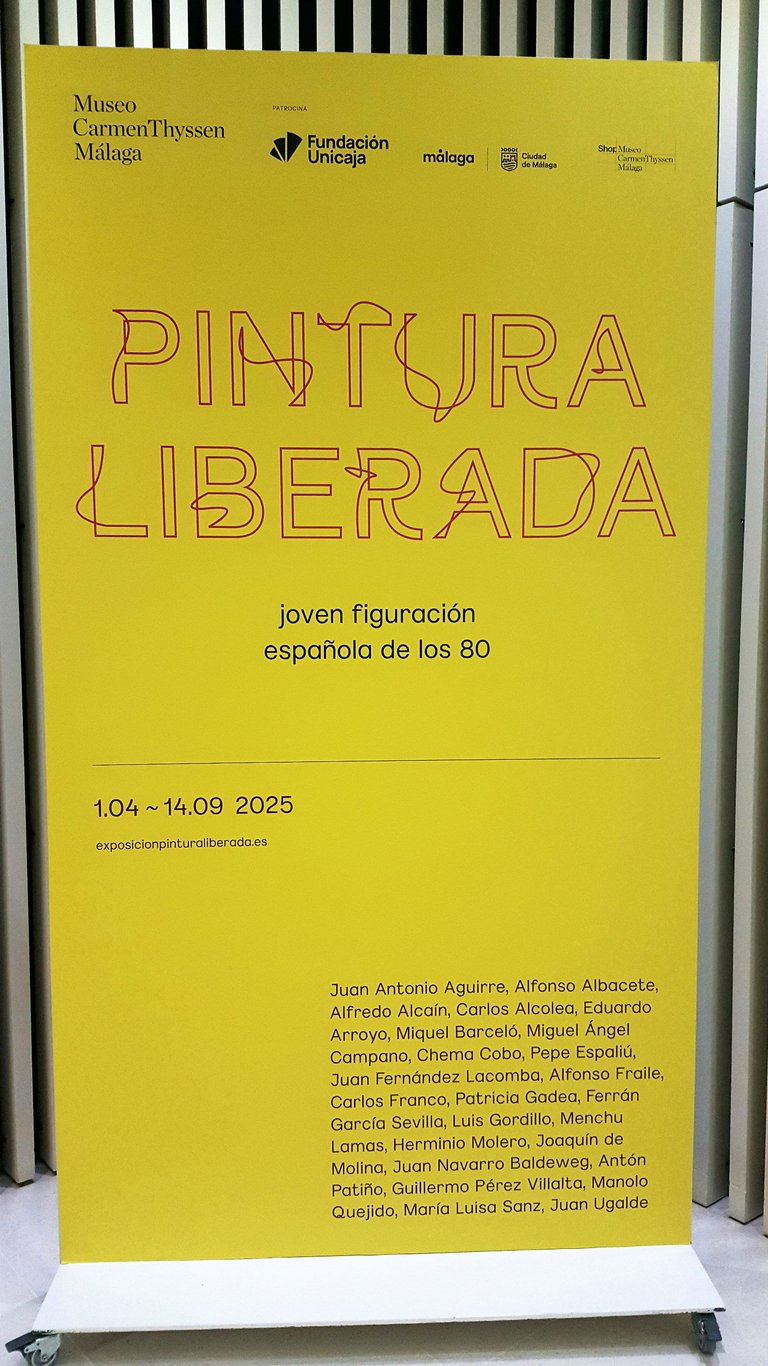 Museo
CarmenThyssen
Málaga
PATROCINA
Fundación
Unicaja
málaga
Ciudad
de Málaga
Shop
Museo
CarmenThyssen
Málaga
PINTURA
LIBERADA
joven figuración
española de los 80
1.04 ~ 14.09 2025
exposicionpinturaliberada.es
Juan Antonio Aguirre, Alfonso Albacete,
Alfredo Alcaín, Carlos Alcolea, Eduardo
Arroyo, Miquel Barceló, Miguel Ángel
Campano, Chema Cobo, Pepe Espaliú,
Juan Fernández Lacomba, Alfonso Fraile,
Carlos Franco, Patricia Gadea, Ferrán
García Sevilla, Luis Gordillo, Menchu
Lamas, Herminio Molero, Joaquín de
Molina, Juan Navarro Baldeweg, Antón
Patiño, Guillermo Pérez Villalta, Manolo
Quejido, María Luisa Sanz, Juan Ugalde